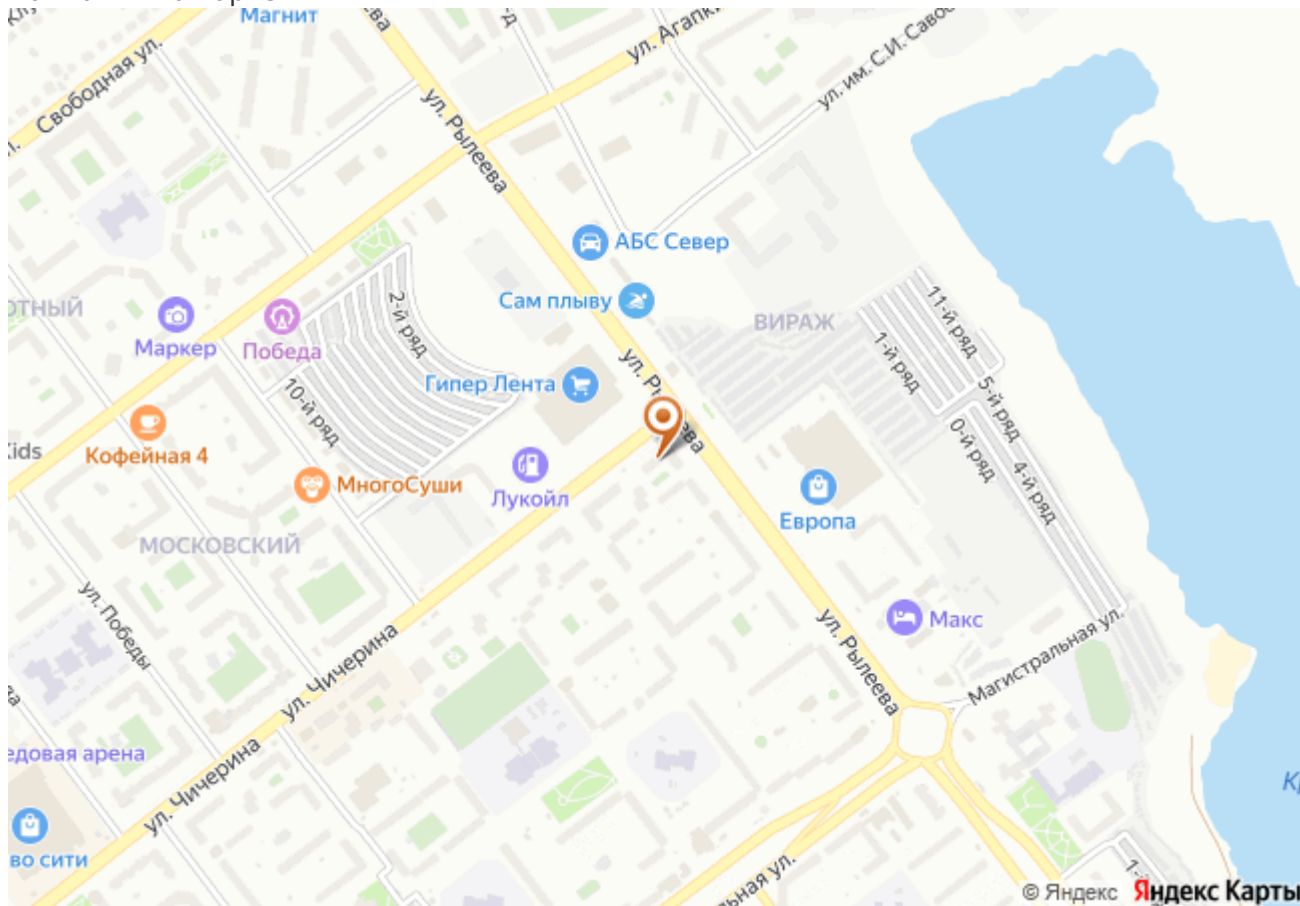 Магнит
Свободная ул.
ул. Рылеева
ул. Агапки
ул. им. С.И. Савос
АБС Север
Сам плыву
ВИРАЖ
11-й ряд
1-й ряд
5-й ряд
0-й ряд
4-й ряд
2-й ряд
10-й ряд
ОТНЫЙ
Маркер
Победа
Гипер Лента
Кофейная 4
Kids
МногоСуши
Лукойл
Европа
МОСКОВСКИЙ
ул. Победы
ул. Чичерина
ул. Чичерина
Макс
ул. Рылеева
Магистральная ул.
едовая арена
во сити
льная ул.
© Яндекс Яндекс Карты